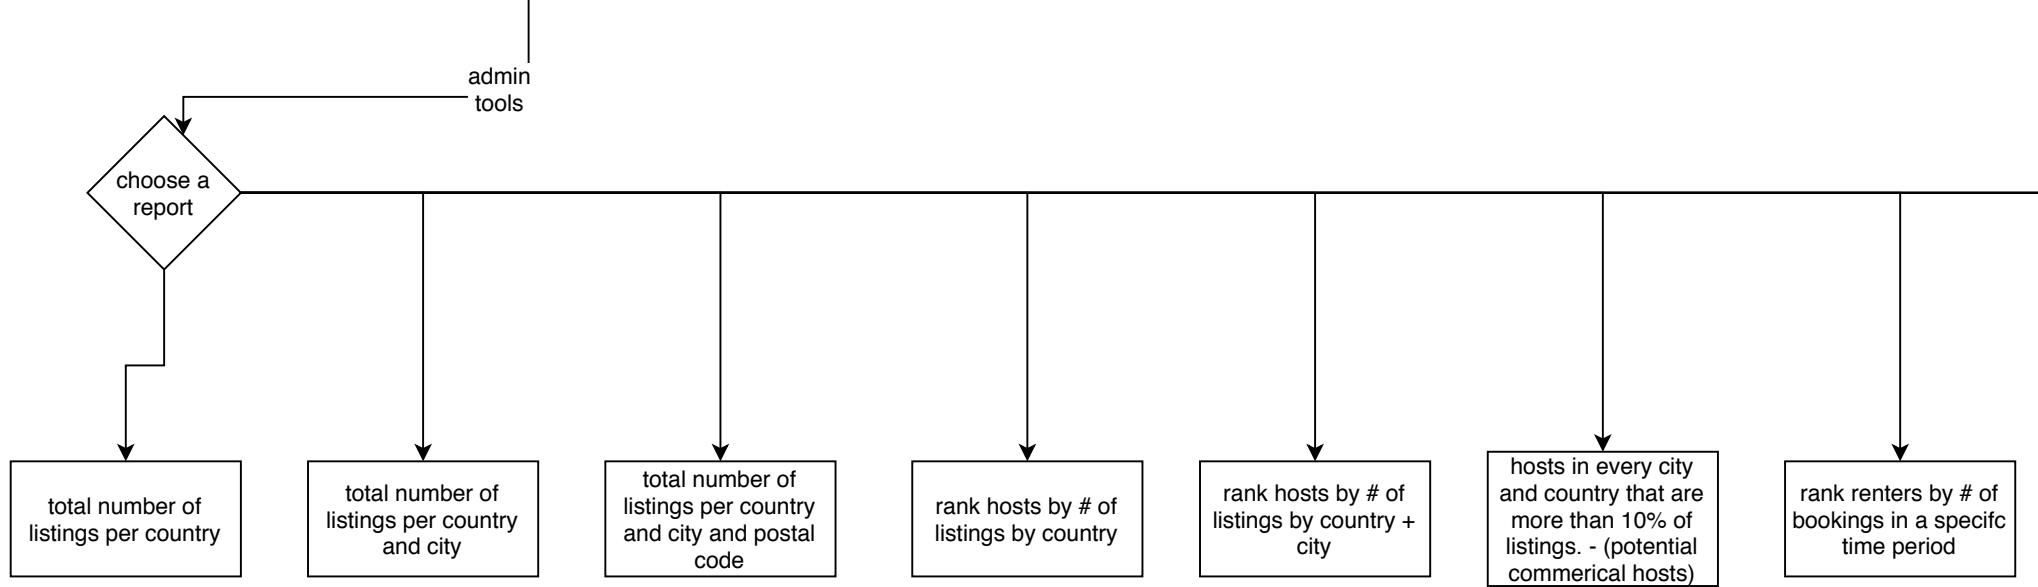 admin
tools
choose a
report
total number of
listings per country
total number of
listings per country
and city
total number of
listings per country
and city and postal
code
rank hosts by # of
listings by country
rank hosts by # of
listings by country +
city
hosts in every city
and country that are
more than 10% of
listings. - (potential
commerical hosts)
rank renters by # of
bookings in a specifc
time period